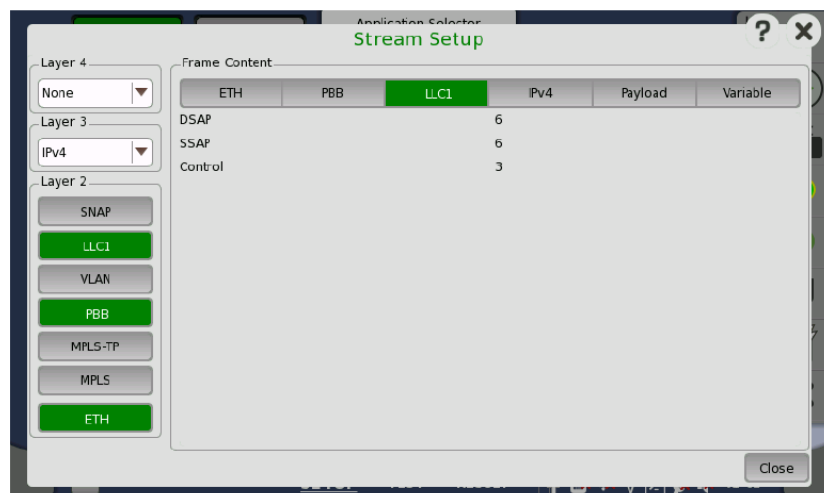 Application Selector
Stream Setup
?
Layer 4
None
Layer 3
IPv4
Layer 2
SNAP
LLC1
VLAN
PBB
MPLS-TP
MPLS
ETH
Frame Content
ETH PBB LLC1 IPv4 Payload Variable
DSAP 6
SSAP 6
Control 3
Close